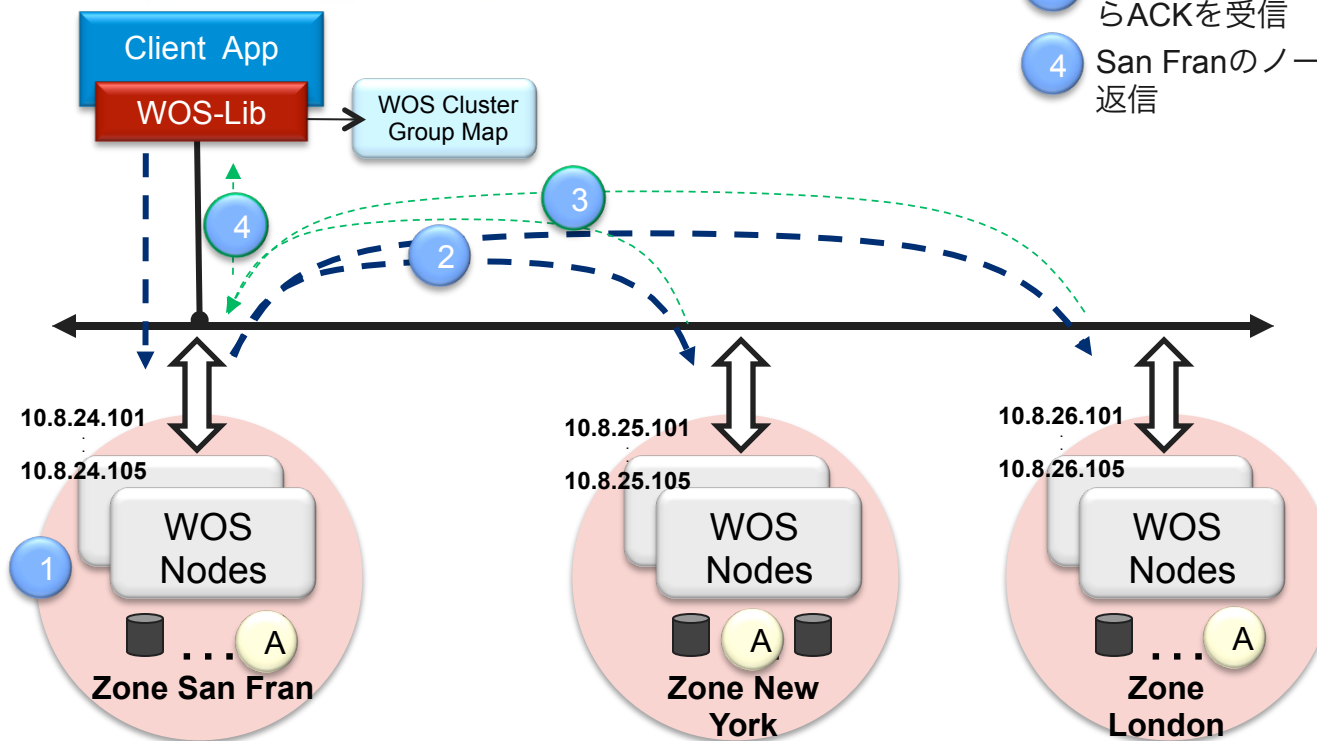 らACKを受信
4
San Franのノー
返信
Client App
WOS-Lib
WOS Cluster
Group Map
3
4
2
10.8.24.101
10.8.24.105
10.8.25.101
10.8.25.105
10.8.26.101
10.8.26.105
WOS
Nodes
WOS
Nodes
WOS
Nodes
1
... A
A
... A
Zone San Fran
Zone New
York
Zone
London